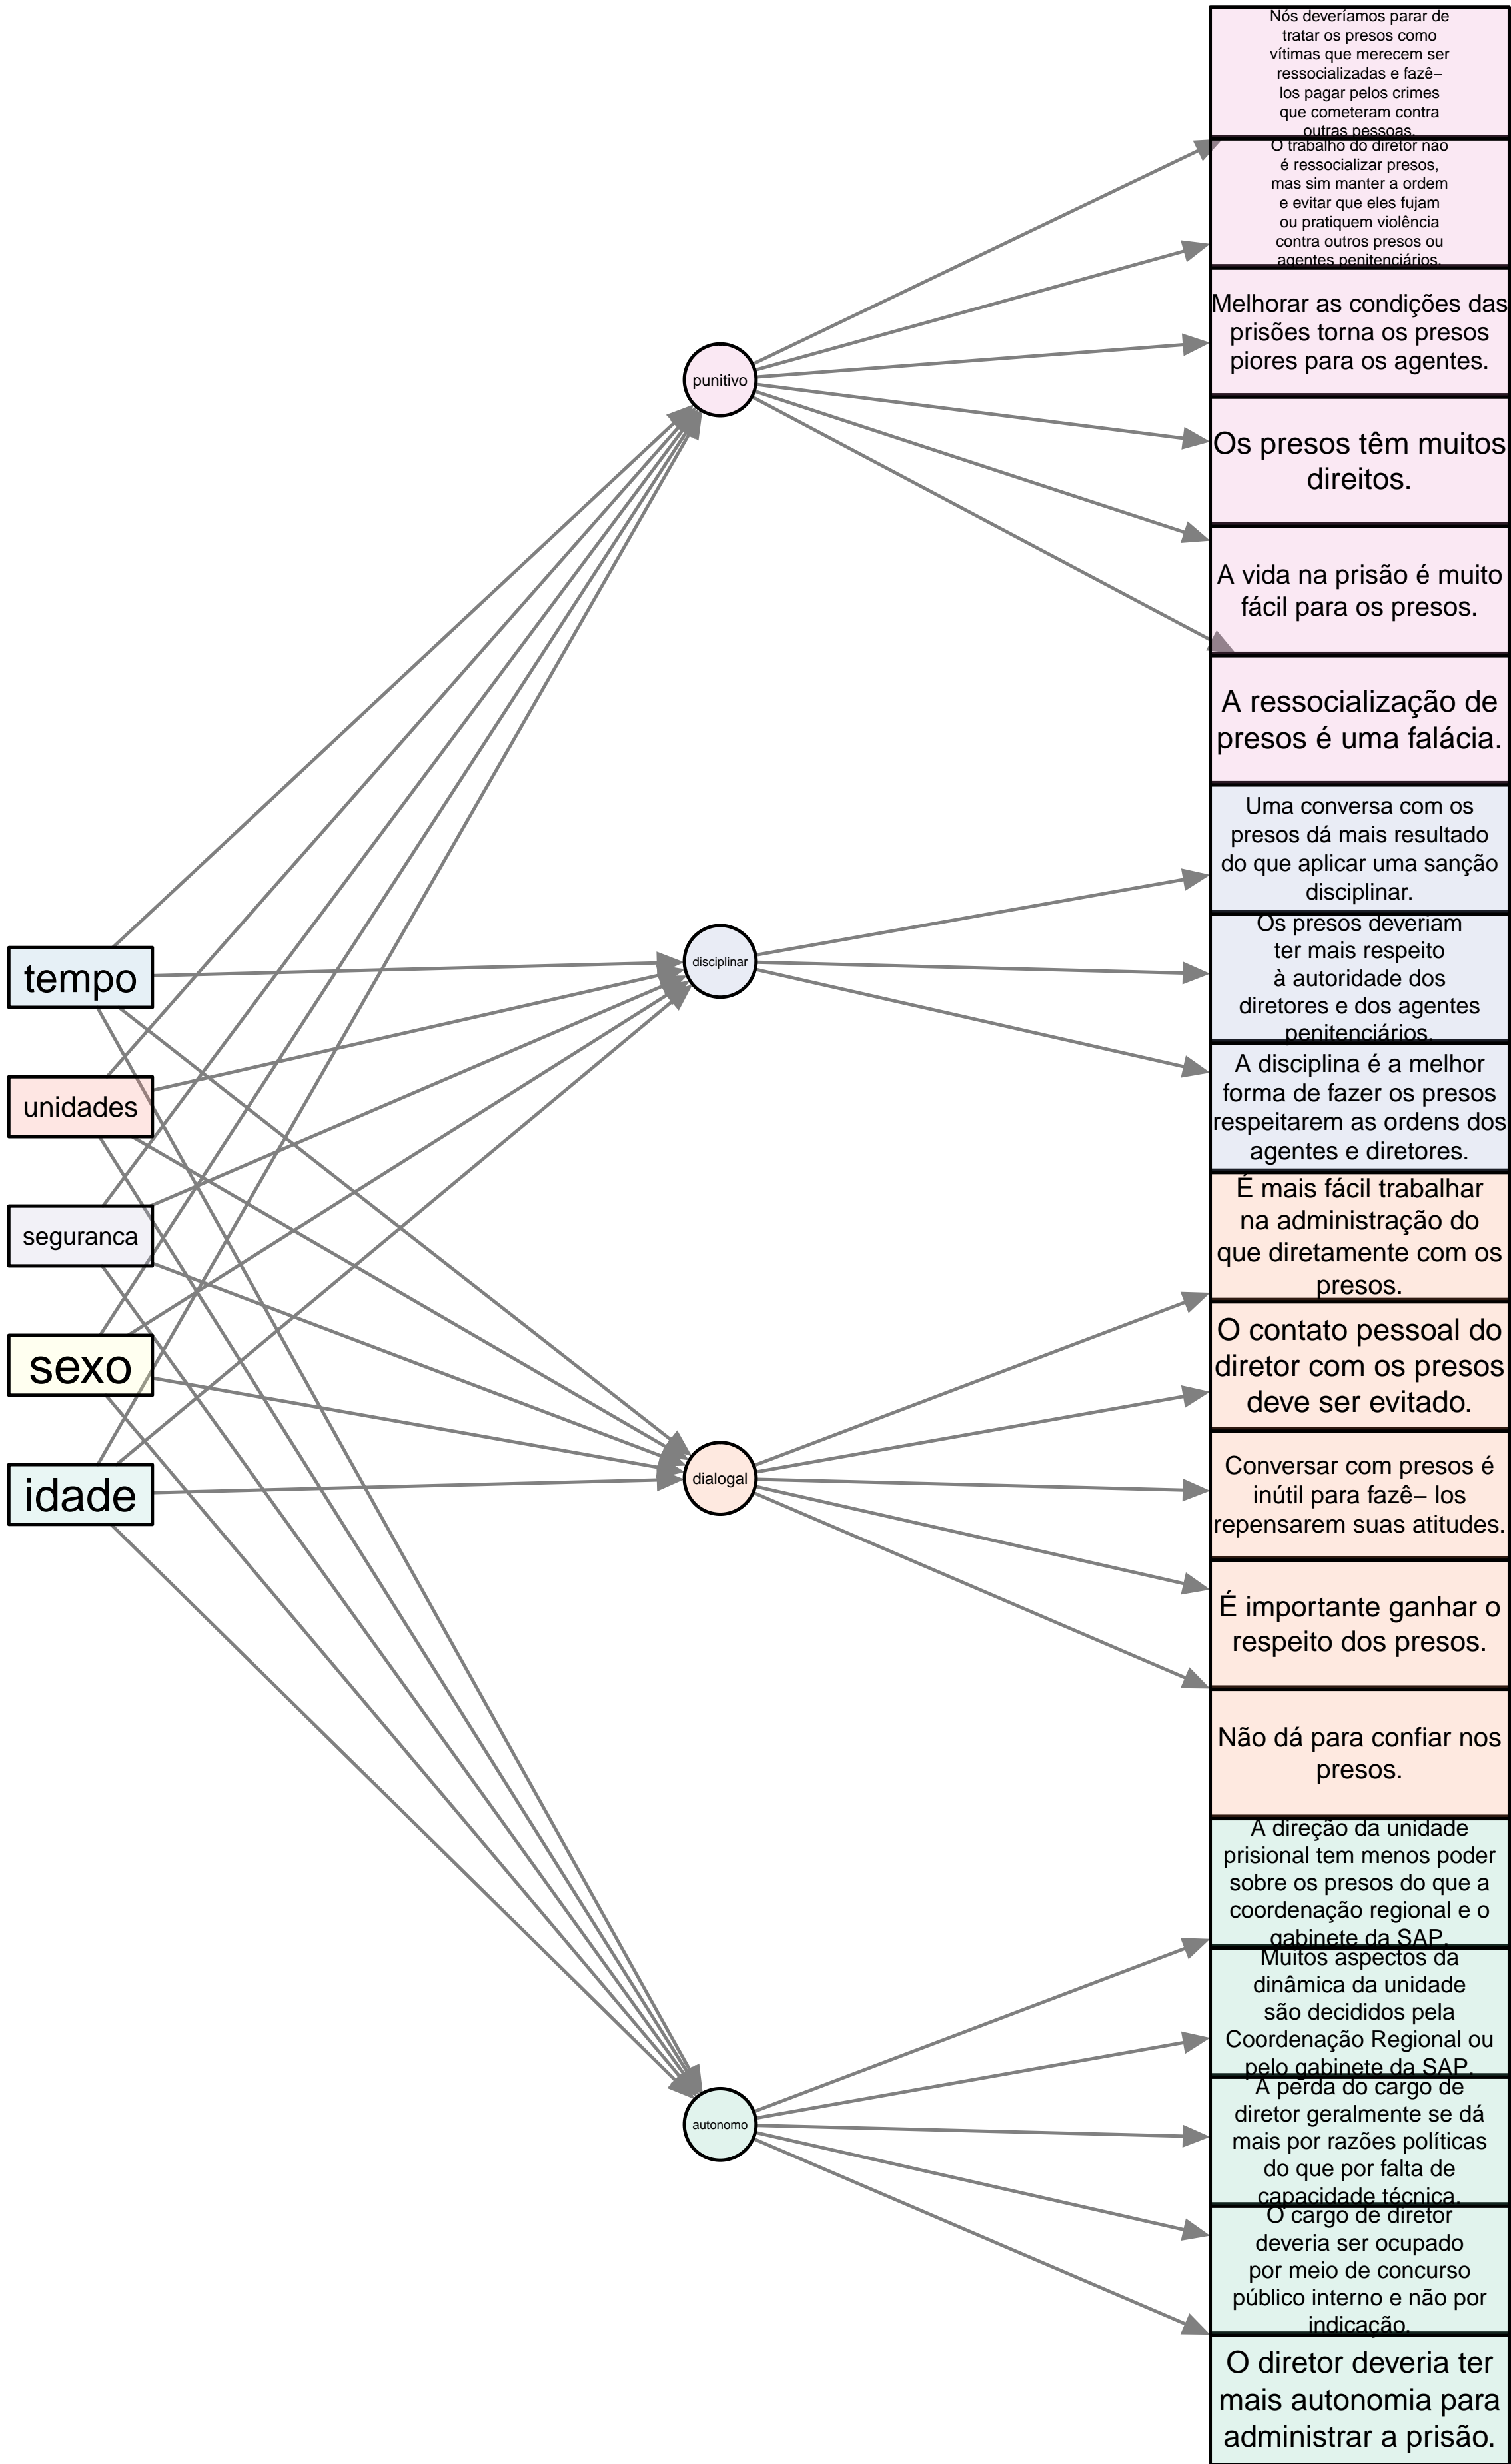 tempo
unidades
seguranca
sexo
idade
punitivo
disciplinar
dialogal
autonomo
Nós deveríamos parar de
tratar os presos como
vítimas que merecem ser
ressocializadas e fazê–
los pagar pelos crimes
que cometeram contra
outras pessoas.
O trabalho do diretor não
é ressocializar presos,
mas sim manter a ordem
e evitar que eles fujam
ou pratiquem violência
contra outros presos ou
agentes penitenciários.
Melhorar as condições das
prisões torna os presos
piores para os agentes.
Os presos têm muitos
direitos.
A vida na prisão é muito
fácil para os presos.
A ressocialização de
presos é uma falácia.
Uma conversa com os
presos dá mais resultado
do que aplicar uma sanção
disciplinar.
Os presos deveriam
ter mais respeito
à autoridade dos
diretores e dos agentes
penitenciários.
A disciplina é a melhor
forma de fazer os presos
respeitarem as ordens dos
agentes e diretores.
É mais fácil trabalhar
na administração do
que diretamente com os
presos.
O contato pessoal do
diretor com os presos
deve ser evitado.
Conversar com presos é
inútil para fazê– los
repensarem suas atitudes.
É importante ganhar o
respeito dos presos.
Não dá para confiar nos
presos.
A direção da unidade
prisional tem menos poder
sobre os presos do que a
coordenação regional e o
gabinete da SAP.
Muitos aspectos da
dinâmica da unidade
são decididos pela
Coordenação Regional ou
pelo gabinete da SAP.
A perda do cargo de
diretor geralmente se dá
mais por razões políticas
do que por falta de
capacidade técnica.
O cargo de diretor
deveria ser ocupado
por meio de concurso
público interno e não por
indicação.
O diretor deveria ter
mais autonomia para
administrar a prisão.